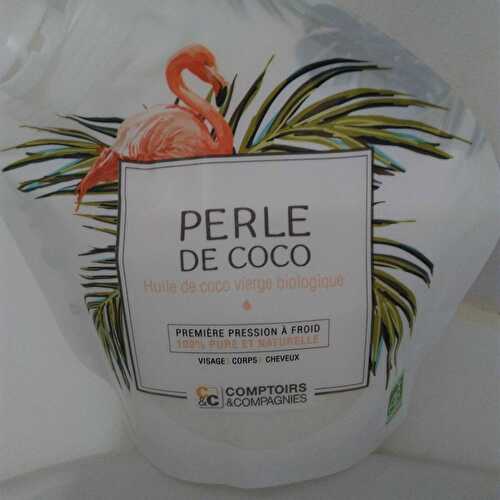 PERLE
DE COCO
Huile de coco vierge biologique
PREMIÈRE PRESSION À FROID
100% PURE ET NATURELLE
VISAGE | CORPS | CHEVEUX
C&C COMPTOIRS
&COMPAGNIES